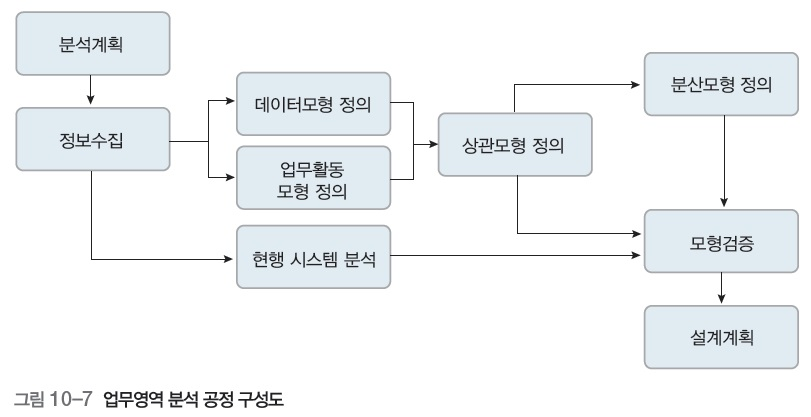 분석계획
정보수집
데이터모형 정의
업무활동
모형 정의
현행 시스템 분석
상관모형 정의
분산모형 정의
모형검증
설계계획
그림 10-7 업무영역 분석 공정 구성도